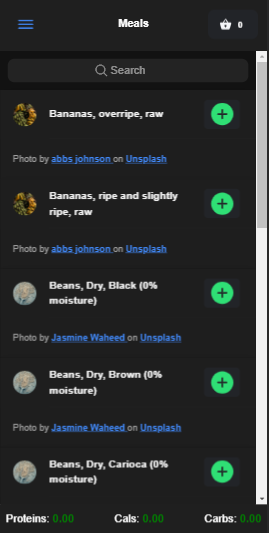 Meals
0
Search
Bananas, overripe, raw
Photo by abbs johnson on Unsplash
Bananas, ripe and slightly
ripe, raw
Photo by abbs johnson on Unsplash
Beans, Dry, Black (0%
moisture)
Photo by Jasmine Waheed on Unsplash
Beans, Dry, Brown (0%
moisture)
Photo by Jasmine Waheed on Unsplash
Beans, Dry, Carioca (0%
moisture)
Proteins: 0.00 Cals: 0.00 Carbs: 0.00